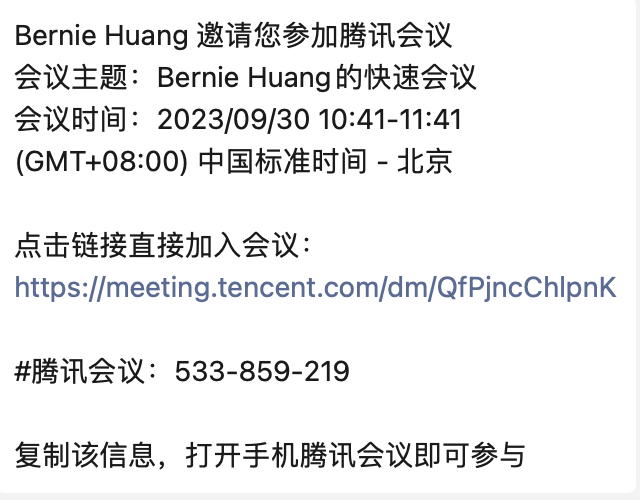 Bernie Huang 邀请您参加腾讯会议
会议主题：Bernie Huang的快速会议
会议时间：2023/09/30 10:41-11:41
(GMT+08:00) 中国标准时间 - 北京
点击链接直接加入会议：
https://meeting.tencent.com/dm/QfPjncChlpnK
#腾讯会议：533-859-219
复制该信息，打开手机腾讯会议即可参与